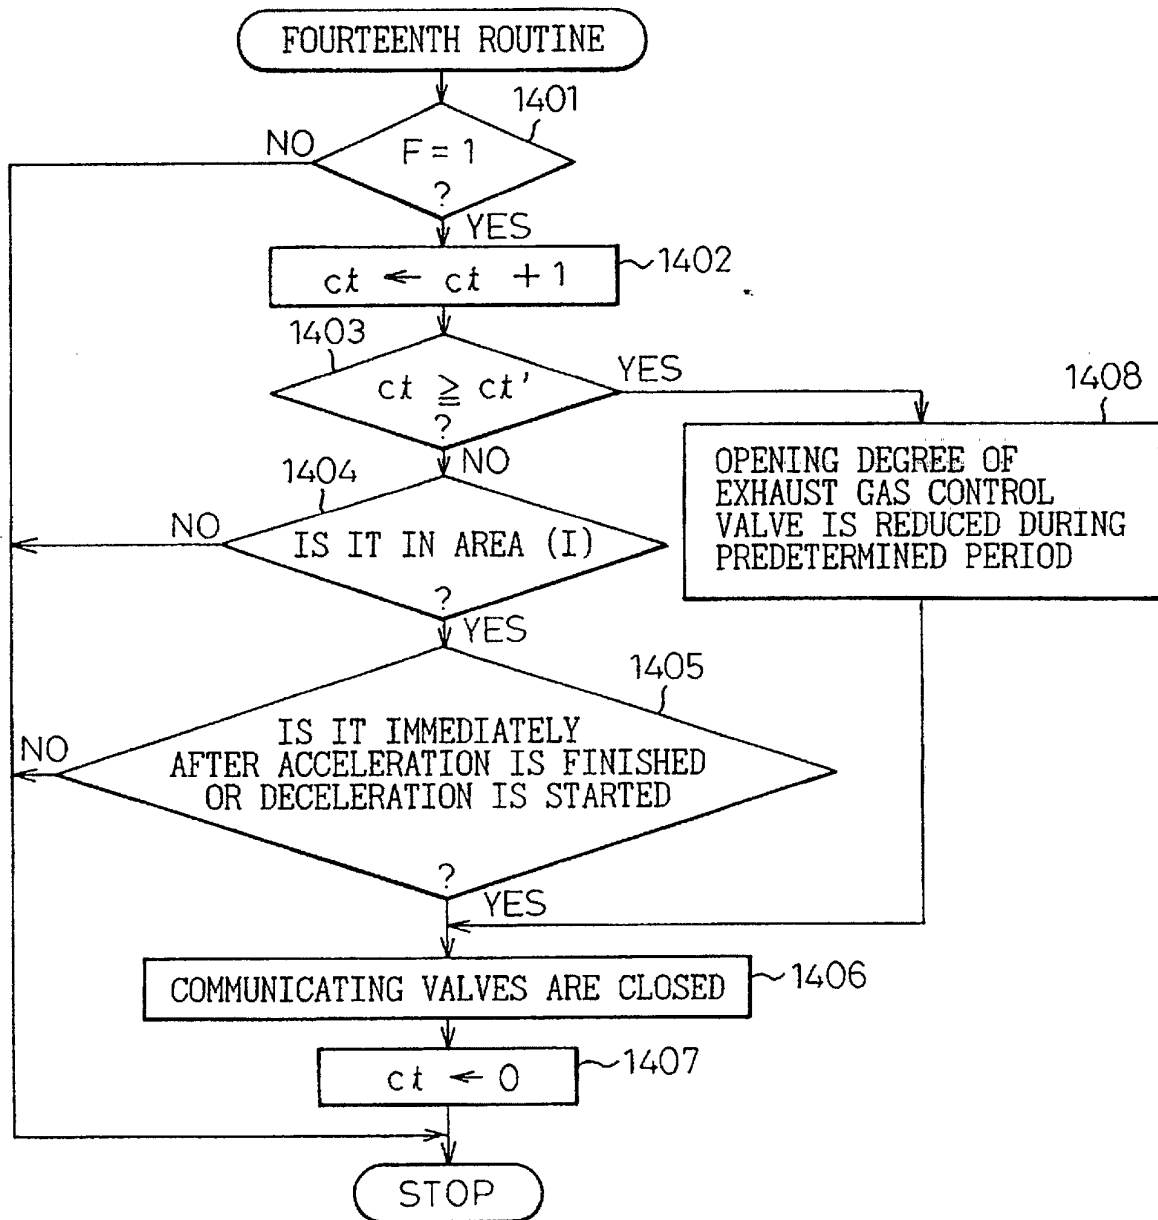 FOURTEENTH ROUTINE
1401
NO
F = 1
?
YES
ct ← ct + 1
1402
1403
ct ≧ ct'
?
YES
NO
1408
OPENING DEGREE OF
EXHAUST GAS CONTROL
VALVE IS REDUCED DURING
PREDETERMINED PERIOD
1404
NO
IS IT IN AREA (I)
?
YES
1405
NO
IS IT IMMEDIATELY
AFTER ACCELERATION IS FINISHED
OR DECELERATION IS STARTED
?
YES
COMMUNICATING VALVES ARE CLOSED
1406
ct ← 0
1407
STOP